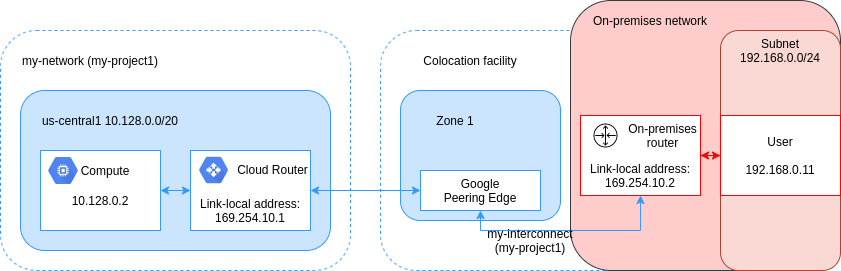 my-network (my-project1)
us-central1 10.128.0.0/20
Compute
10.128.0.2
Cloud Router
Link-local address:
169.254.10.1
Colocation facility
Zone 1
Google
Peering Edge
my-interconnect
(my-project1)
On-premises network
On-premises
router
Link-local address:
169.254.10.2
Subnet
192.168.0.0/24
User
192.168.0.11